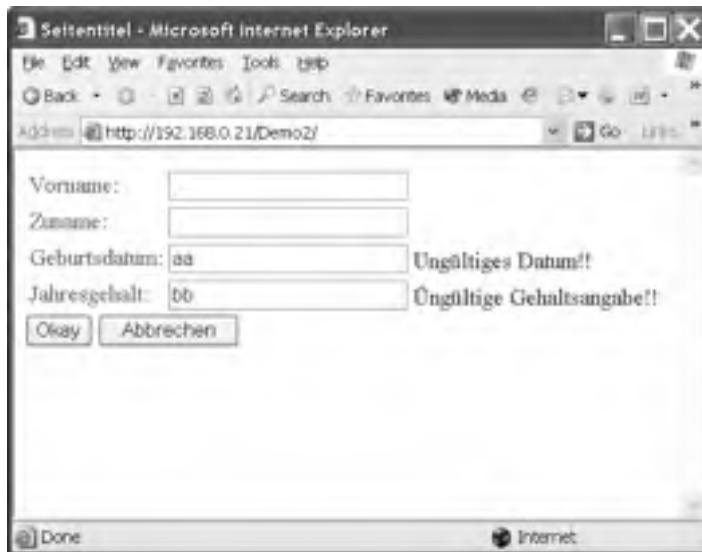 Seitentitel - Microsoft Internet Explorer
File Edit View Favorites Tools Help
Back Search Favorites Media
Address http://192.168.0.21/Demo2/ Go Links
Vorname:
Zuname:
Geburtsdatum: aa Ungültiges Datum!!
Jahresgehalt: bb Üngültige Gehaltsangabe!!
Okay Abbrechen
Done Internet